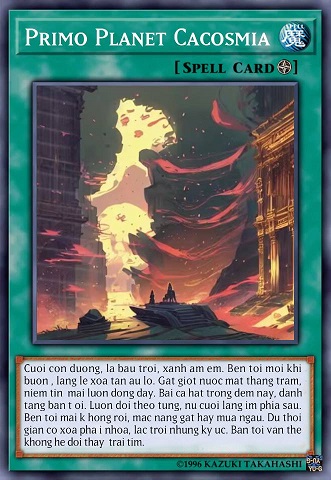 PRIMO PLANET CACOSMIA
[SPELL CARD]
Cuoi con duong, la bau troi, xanh am em. Ben toi moi khi
buon , lang le xoa tan au lo. Gat giot nuoc mat thang tram,
niem tin mai luon dong day. Bai ca hat trong dem nay, danh
tang ban t oi. Luon doi theo tung, nu cuoi lang im phia sau.
Ben toi mai k hong roi, mac nang gat hay mua ngau. Du thoi
gian co xoa pha i nhoa, lac troi nhung ky uc. Ban toi van the
khong he doi thay trai tim.
©1996 KAZUKI TAKAHASHI